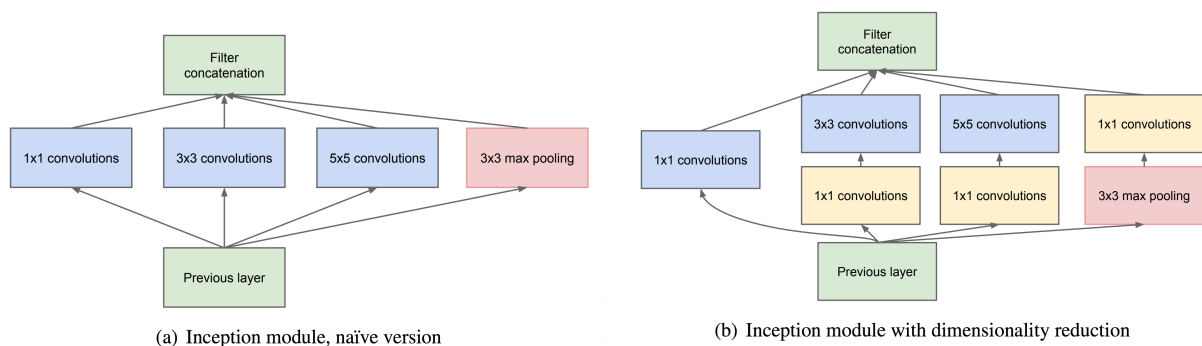 Filter
concatenation
1x1 convolutions
3x3 convolutions
5x5 convolutions
3x3 max pooling
Previous layer
(a) Inception module, naïve version
Filter
concatenation
3x3 convolutions
5x5 convolutions
1x1 convolutions
1x1 convolutions
1x1 convolutions
1x1 convolutions
3x3 max pooling
Previous layer
(b) Inception module with dimensionality reduction